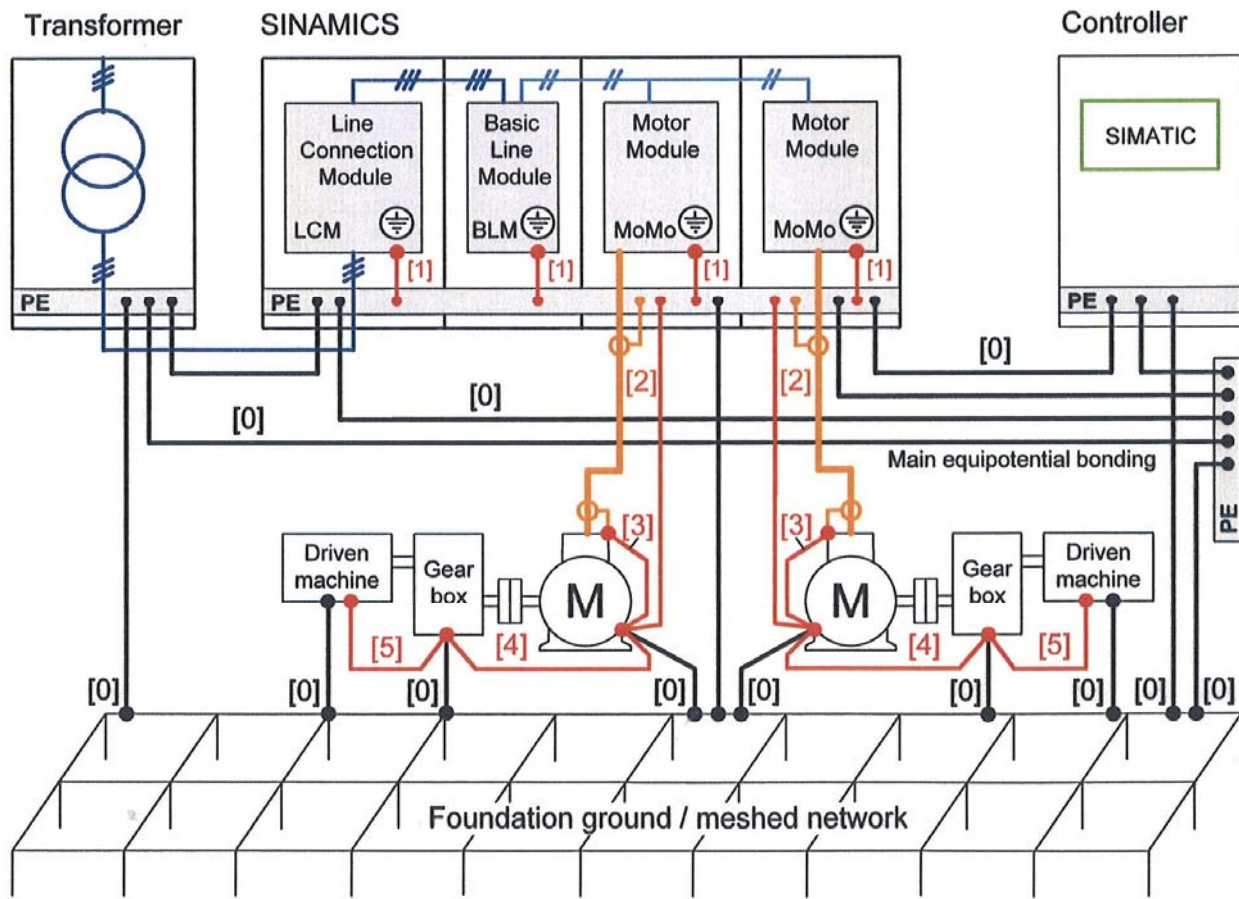 Transformer
SINAMICS
Controller
Line
Connection
Module
LCM
Basic
Line
Module
BLM
Motor
Module
MoMo
Motor
Module
MoMo
SIMATIC
[1]
[1]
[1]
[1]
PE
PE
PE
[0]
[2]
[2]
[0]
[0]
Main equipotential bonding
PE
[3]
[3]
Driven
machine
Gear
box
M
M
Gear
box
Driven
machine
[5]
[4]
[4]
[5]
[0]
[0]
[0]
[0]
[0]
[0]
[0]
[0]
Foundation ground / meshed network